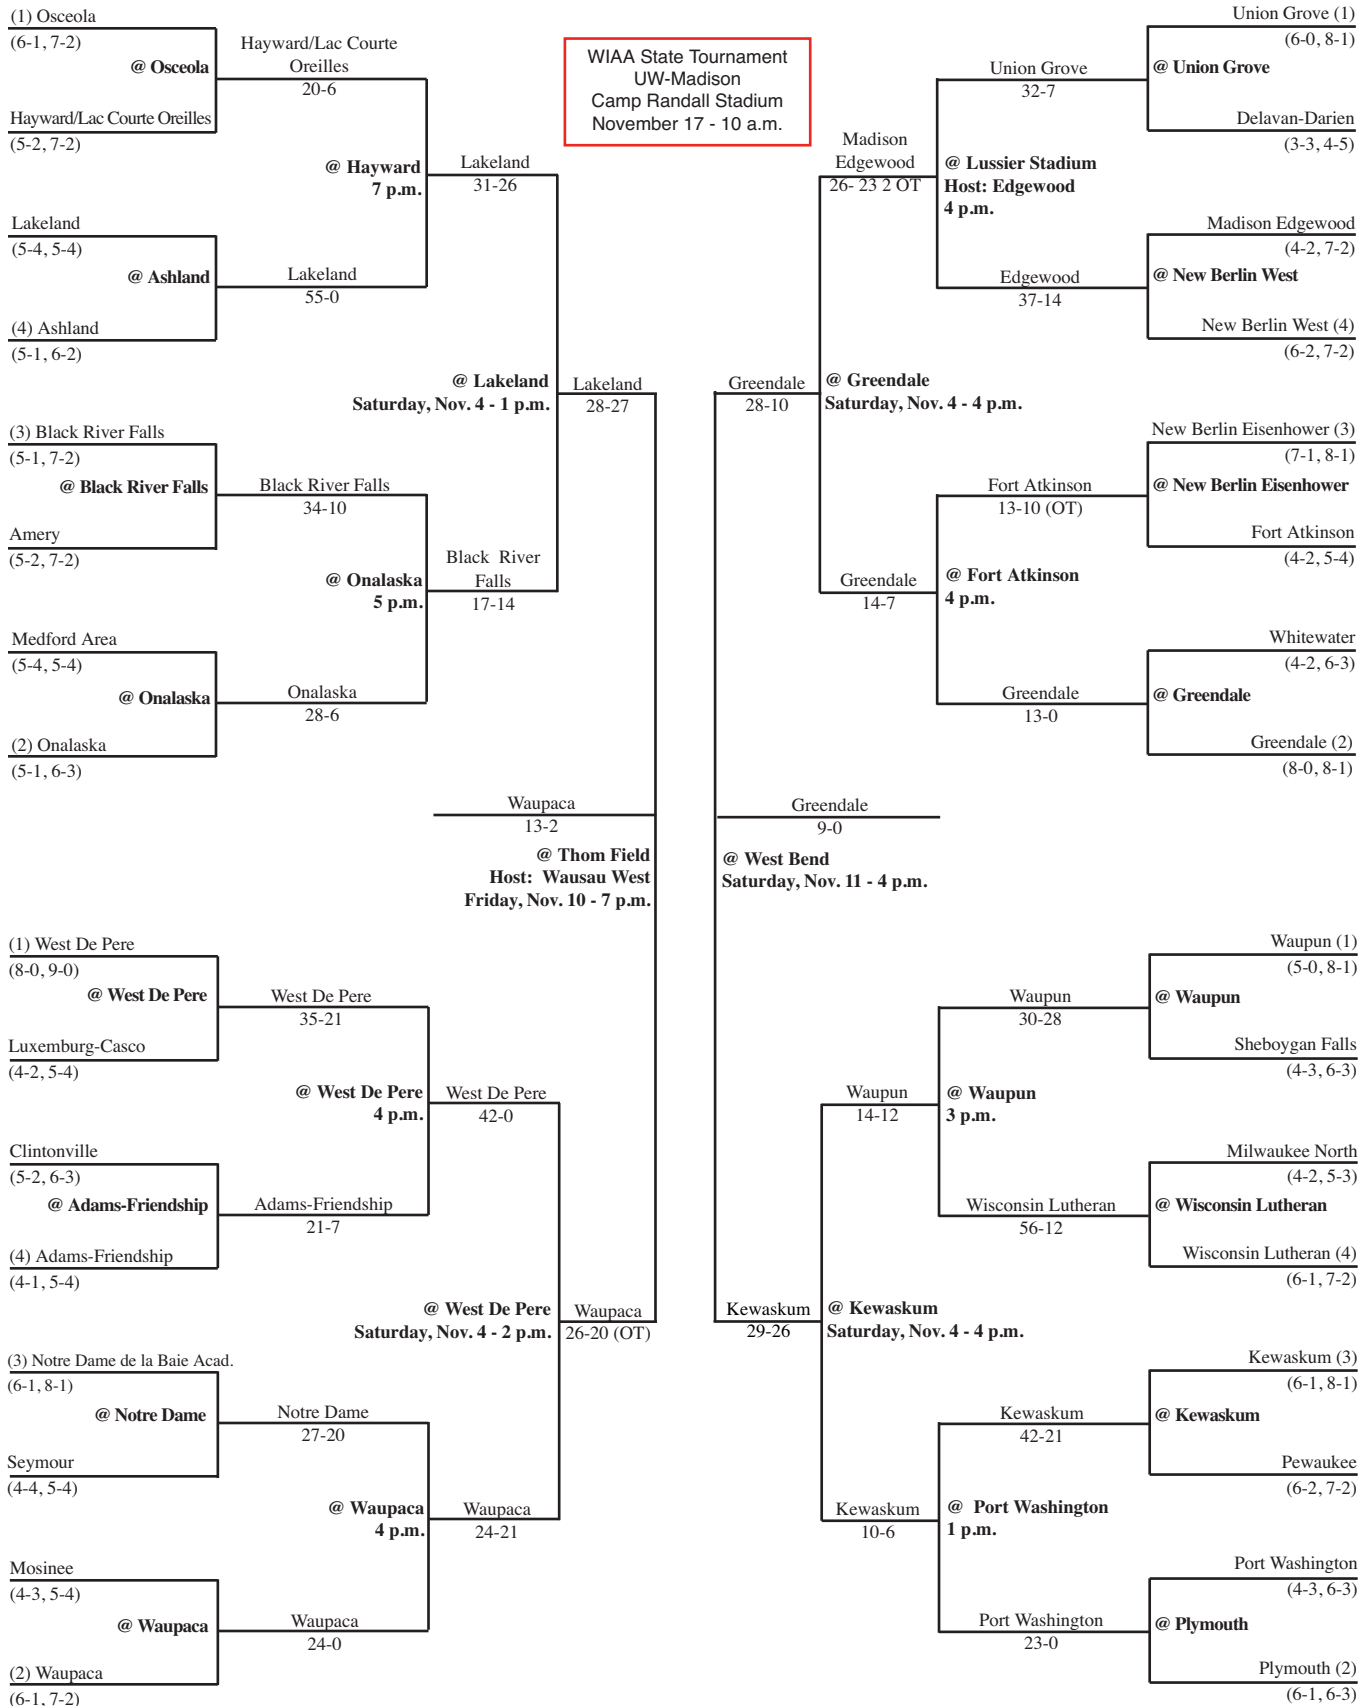 WIAA State Tournament
UW-Madison
Camp Randall Stadium
November 17 - 10 a.m.
(1) Osceola
(6-1, 7-2)
@ Osceola
Hayward/Lac Courte Oreilles
(5-2, 7-2)
Hayward/Lac Courte
Oreilles
20-6
@ Hayward
7 p.m.
Lakeland
(5-4, 5-4)
@ Ashland
(4) Ashland
(5-1, 6-2)
Lakeland
55-0
Lakeland
31-26
@ Lakeland
Saturday, Nov. 4 - 1 p.m.
(3) Black River Falls
(5-1, 7-2)
@ Black River Falls
Amery
(5-2, 7-2)
Black River Falls
34-10
@ Onalaska
5 p.m.
Medford Area
(5-4, 5-4)
@ Onalaska
(2) Onalaska
(5-1, 6-3)
Onalaska
28-6
Black River
Falls
17-14
Lakeland
28-27
Waupaca
13-2
@ Thom Field
Host: Wausau West
Friday, Nov. 10 - 7 p.m.
(1) West De Pere
(8-0, 9-0)
@ West De Pere
Luxemburg-Casco
(4-2, 5-4)
West De Pere
35-21
@ West De Pere
4 p.m.
Clintonville
(5-2, 6-3)
@ Adams-Friendship
(4) Adams-Friendship
(4-1, 5-4)
Adams-Friendship
21-7
West De Pere
42-0
@ West De Pere
Saturday, Nov. 4 - 2 p.m.
Waupaca
26-20 (OT)
(3) Notre Dame de la Baie Acad.
(6-1, 8-1)
@ Notre Dame
Seymour
(4-4, 5-4)
Notre Dame
27-20
@ Waupaca
4 p.m.
Mosinee
(4-3, 5-4)
@ Waupaca
(2) Waupaca
(6-1, 7-2)
Waupaca
24-0
Waupaca
24-21
Union Grove (1)
(6-0, 8-1)
@ Union Grove
Delavan-Darien
(3-3, 4-5)
Union Grove
32-7
@ Lussier Stadium
Host: Edgewood
4 p.m.
Madison Edgewood
(4-2, 7-2)
@ New Berlin West
New Berlin West (4)
(6-2, 7-2)
Edgewood
37-14
Madison
Edgewood
26- 23 2 OT
@ Greendale
Saturday, Nov. 4 - 4 p.m.
Greendale
28-10
New Berlin Eisenhower (3)
(7-1, 8-1)
@ New Berlin Eisenhower
Fort Atkinson
(4-2, 5-4)
Fort Atkinson
13-10 (OT)
@ Fort Atkinson
4 p.m.
Whitewater
(4-2, 6-3)
@ Greendale
Greendale (2)
(8-0, 8-1)
Greendale
13-0
Greendale
14-7
Greendale
9-0
@ West Bend
Saturday, Nov. 11 - 4 p.m.
Waupun (1)
(5-0, 8-1)
@ Waupun
Sheboygan Falls
(4-3, 6-3)
Waupun
30-28
@ Waupun
3 p.m.
Milwaukee North
(4-2, 5-3)
@ Wisconsin Lutheran
Wisconsin Lutheran (4)
(6-1, 7-2)
Wisconsin Lutheran
56-12
Waupun
14-12
@ Kewaskum
Saturday, Nov. 4 - 4 p.m.
Kewaskum
29-26
Kewaskum (3)
(6-1, 8-1)
@ Kewaskum
Pewaukee
(6-2, 7-2)
Kewaskum
42-21
@ Port Washington
1 p.m.
Kewaskum
10-6
Port Washington
(4-3, 6-3)
@ Plymouth
Plymouth (2)
(6-1, 6-3)
Port Washington
23-0